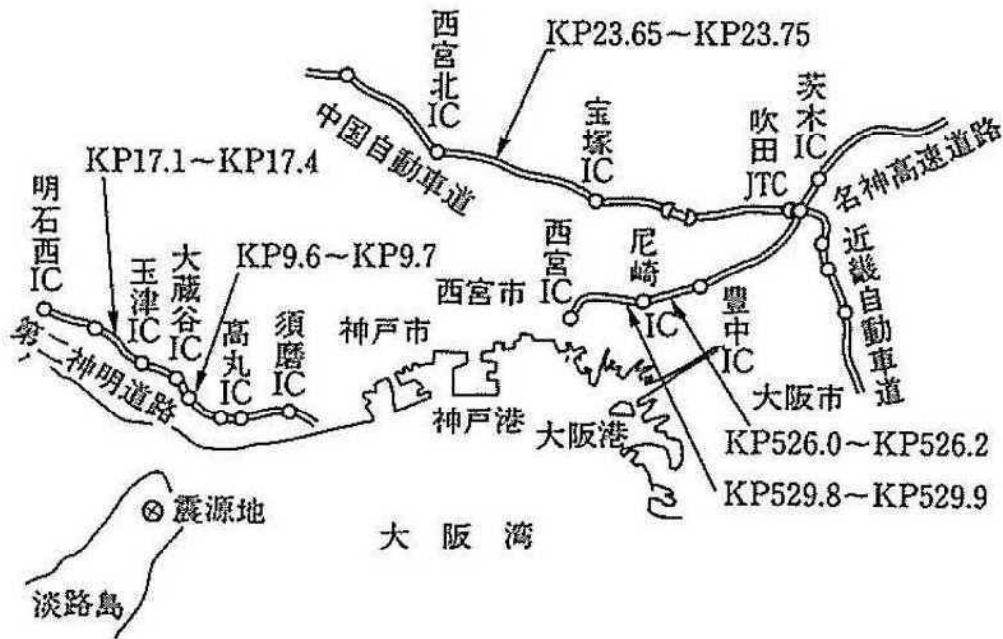 西宮北IC
KP23.65～KP23.75
中国自動車道
宝塚IC
吹田JTC
茨木IC
名神高速道路
KP17.1～KP17.4
明石西IC
玉津IC
大蔵谷IC
KP9.6～KP9.7
高丸IC
須磨IC
第二神明道路
神戸市
西宮市
西宮IC
尼崎IC
豊中IC
近畿自動車道
神戸港
大阪港
大阪市
KP526.0～KP526.2
KP529.8～KP529.9
震源地
大阪湾
淡路島